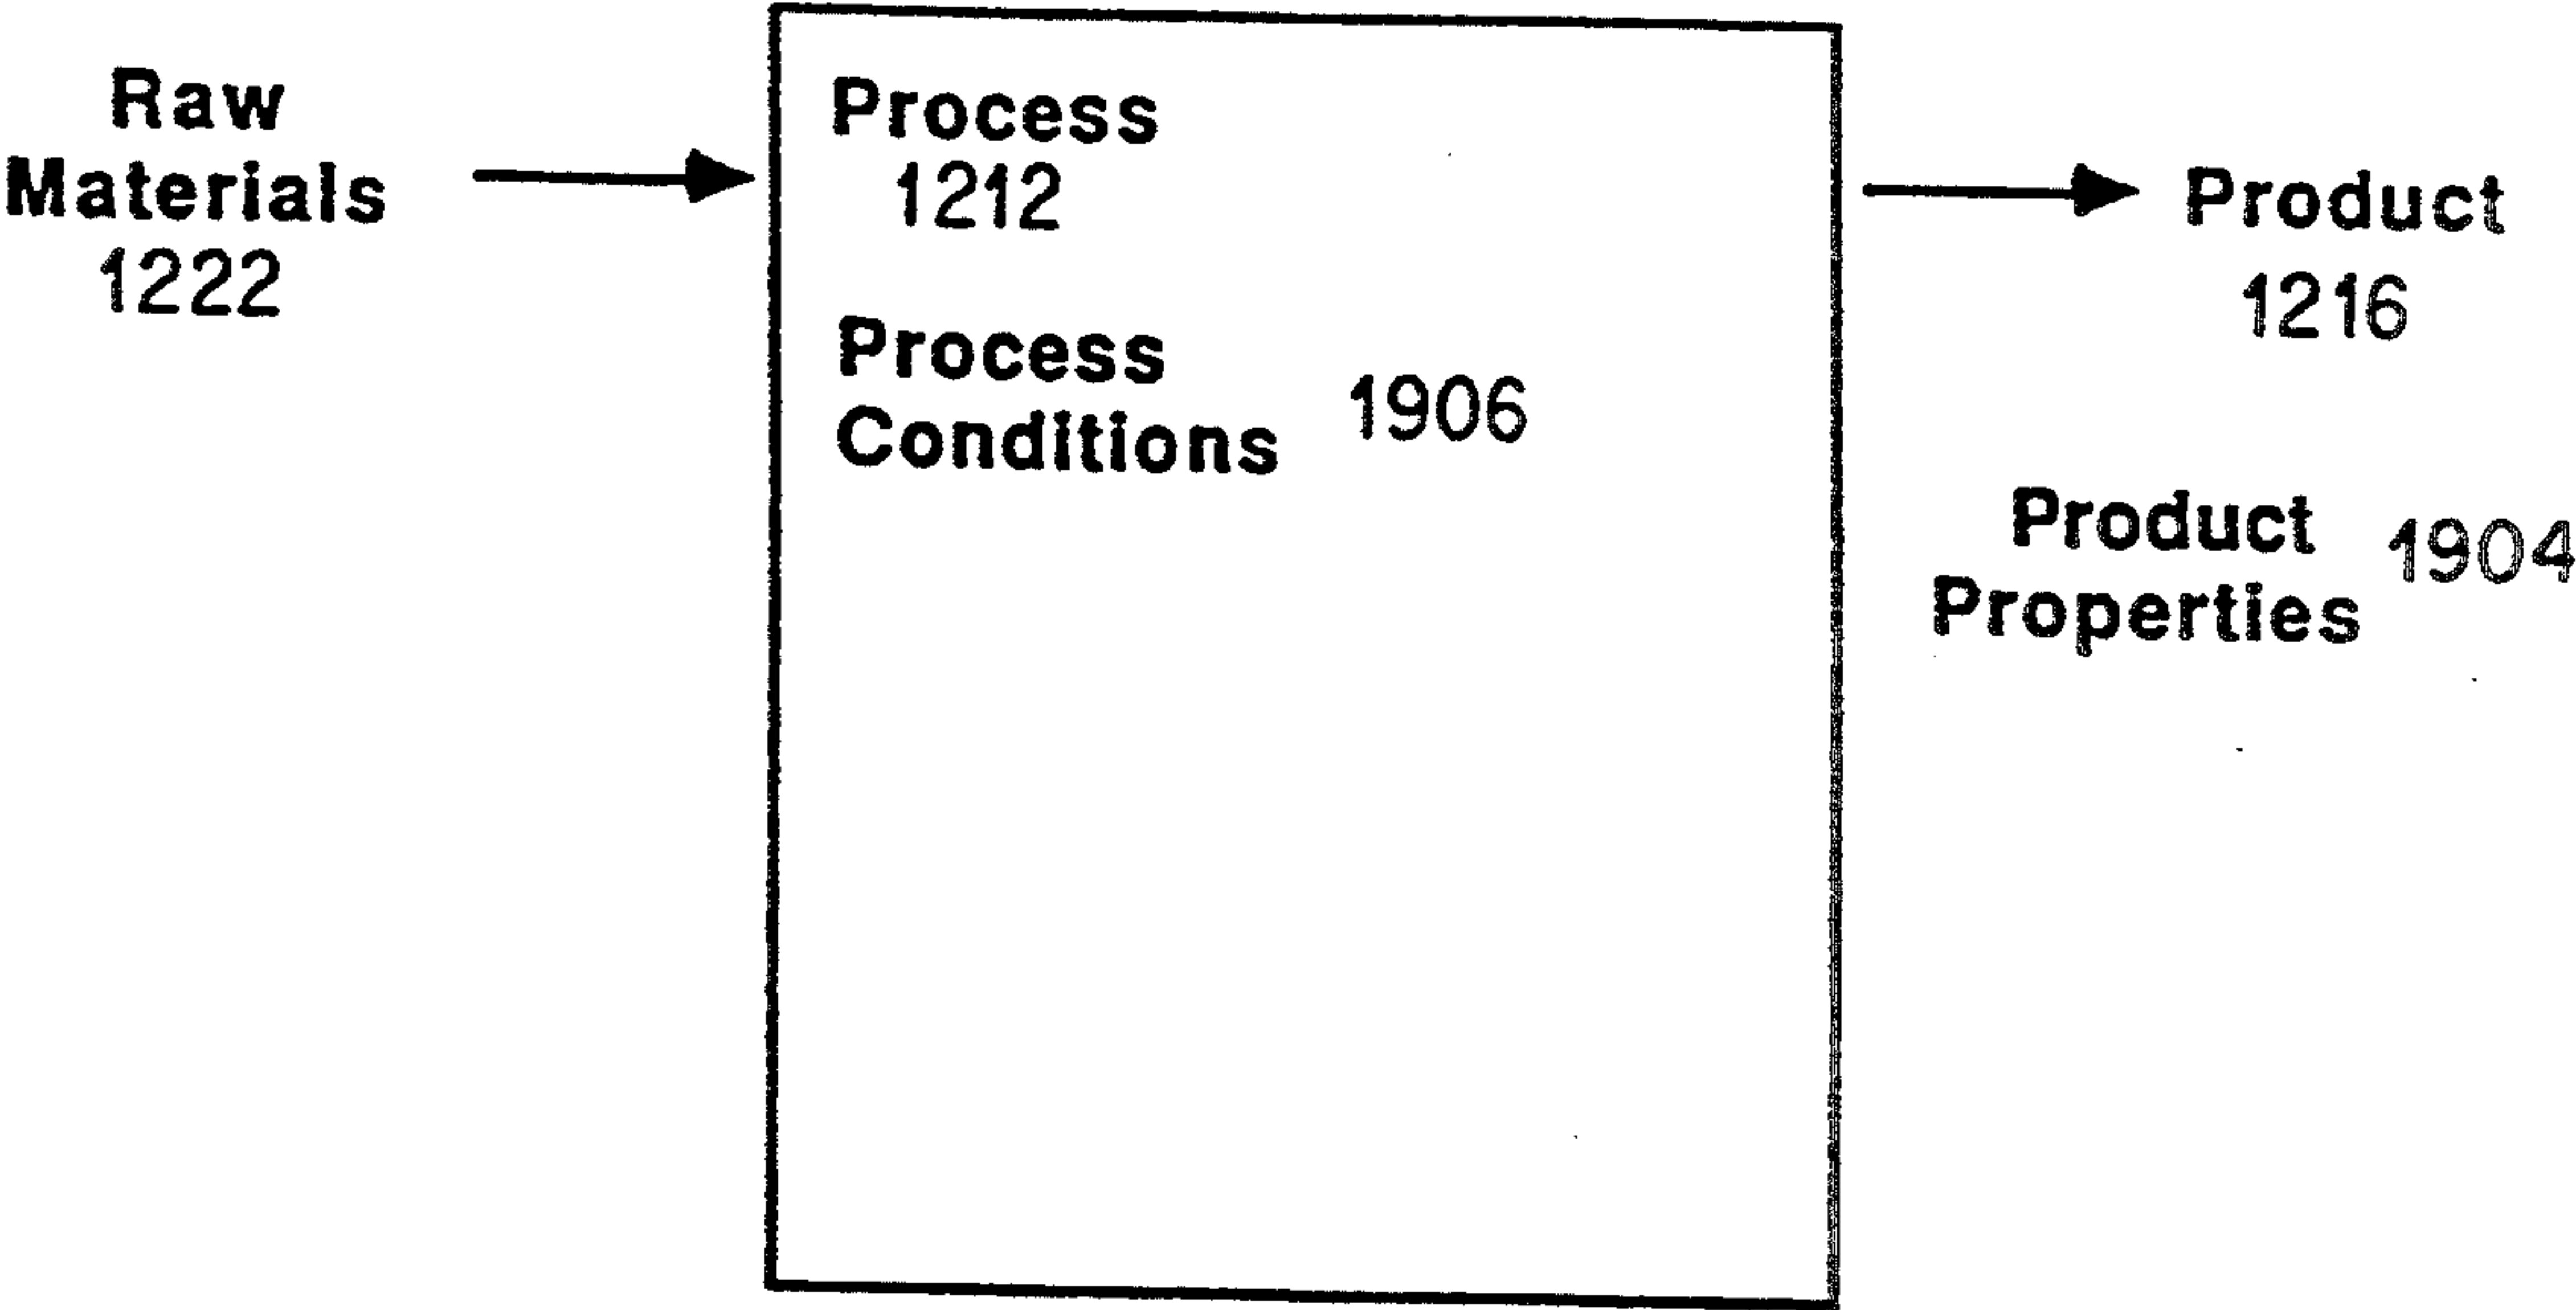 Raw
Materials
1222
Process
1212
Process
Conditions 1906
Product
1216
Product 1904
Properties